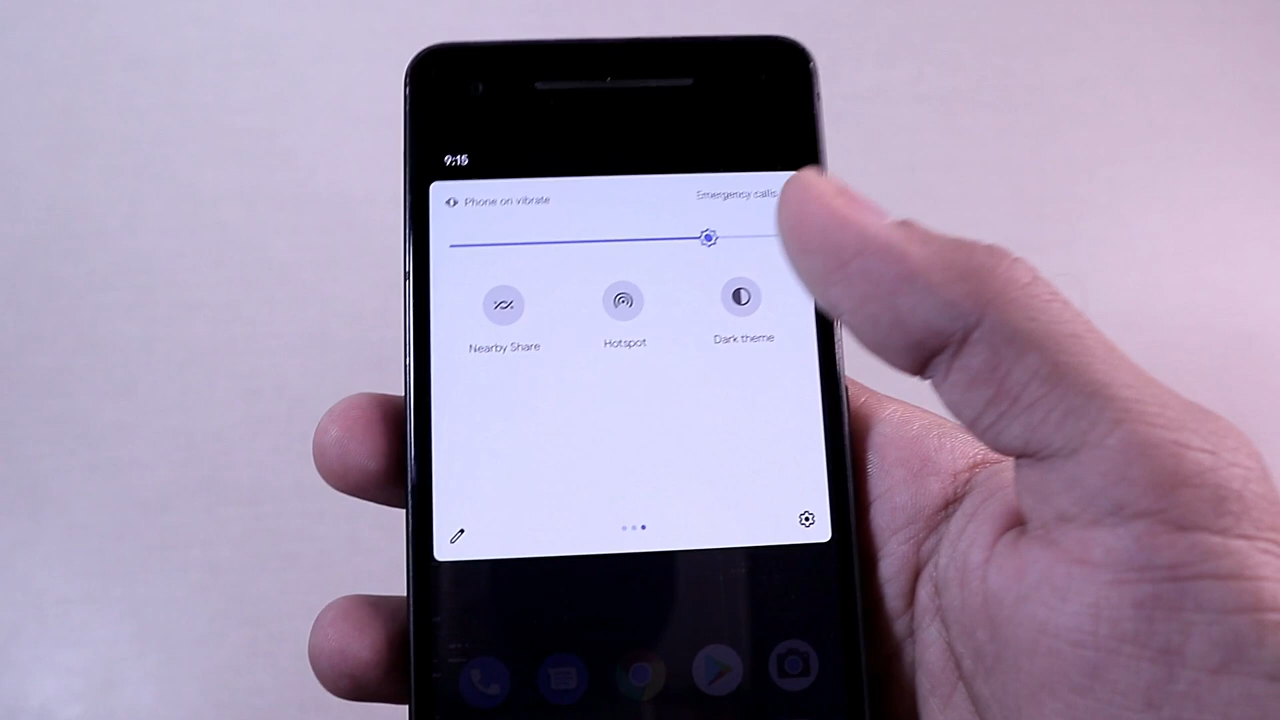 9:15
Phone on vibrate
Emergency calls
Nearby Share
Hotspot
Dark theme